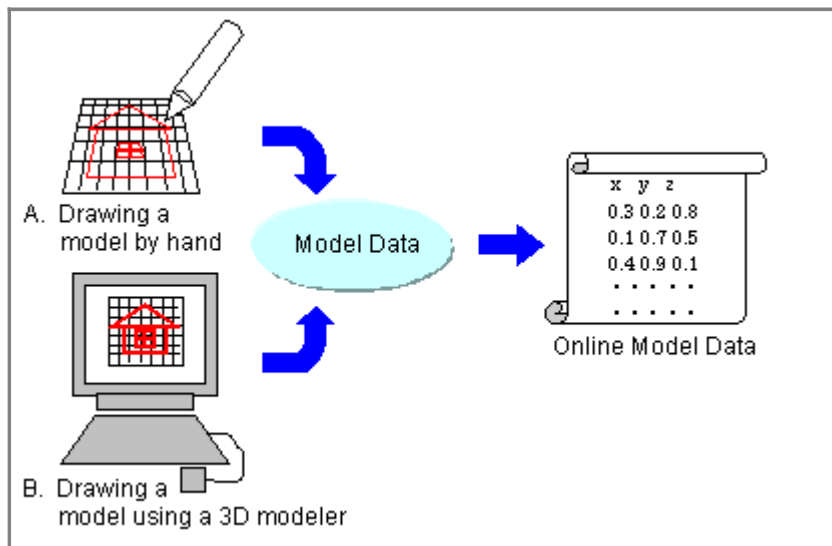 A. Drawing a
model by hand
Model Data
x y z
0.3 0.2 0.8
0.1 0.7 0.5
0.4 0.9 0.1
. . . . .
. . . . .
Online Model Data
B. Drawing a
model using a 3D modeler